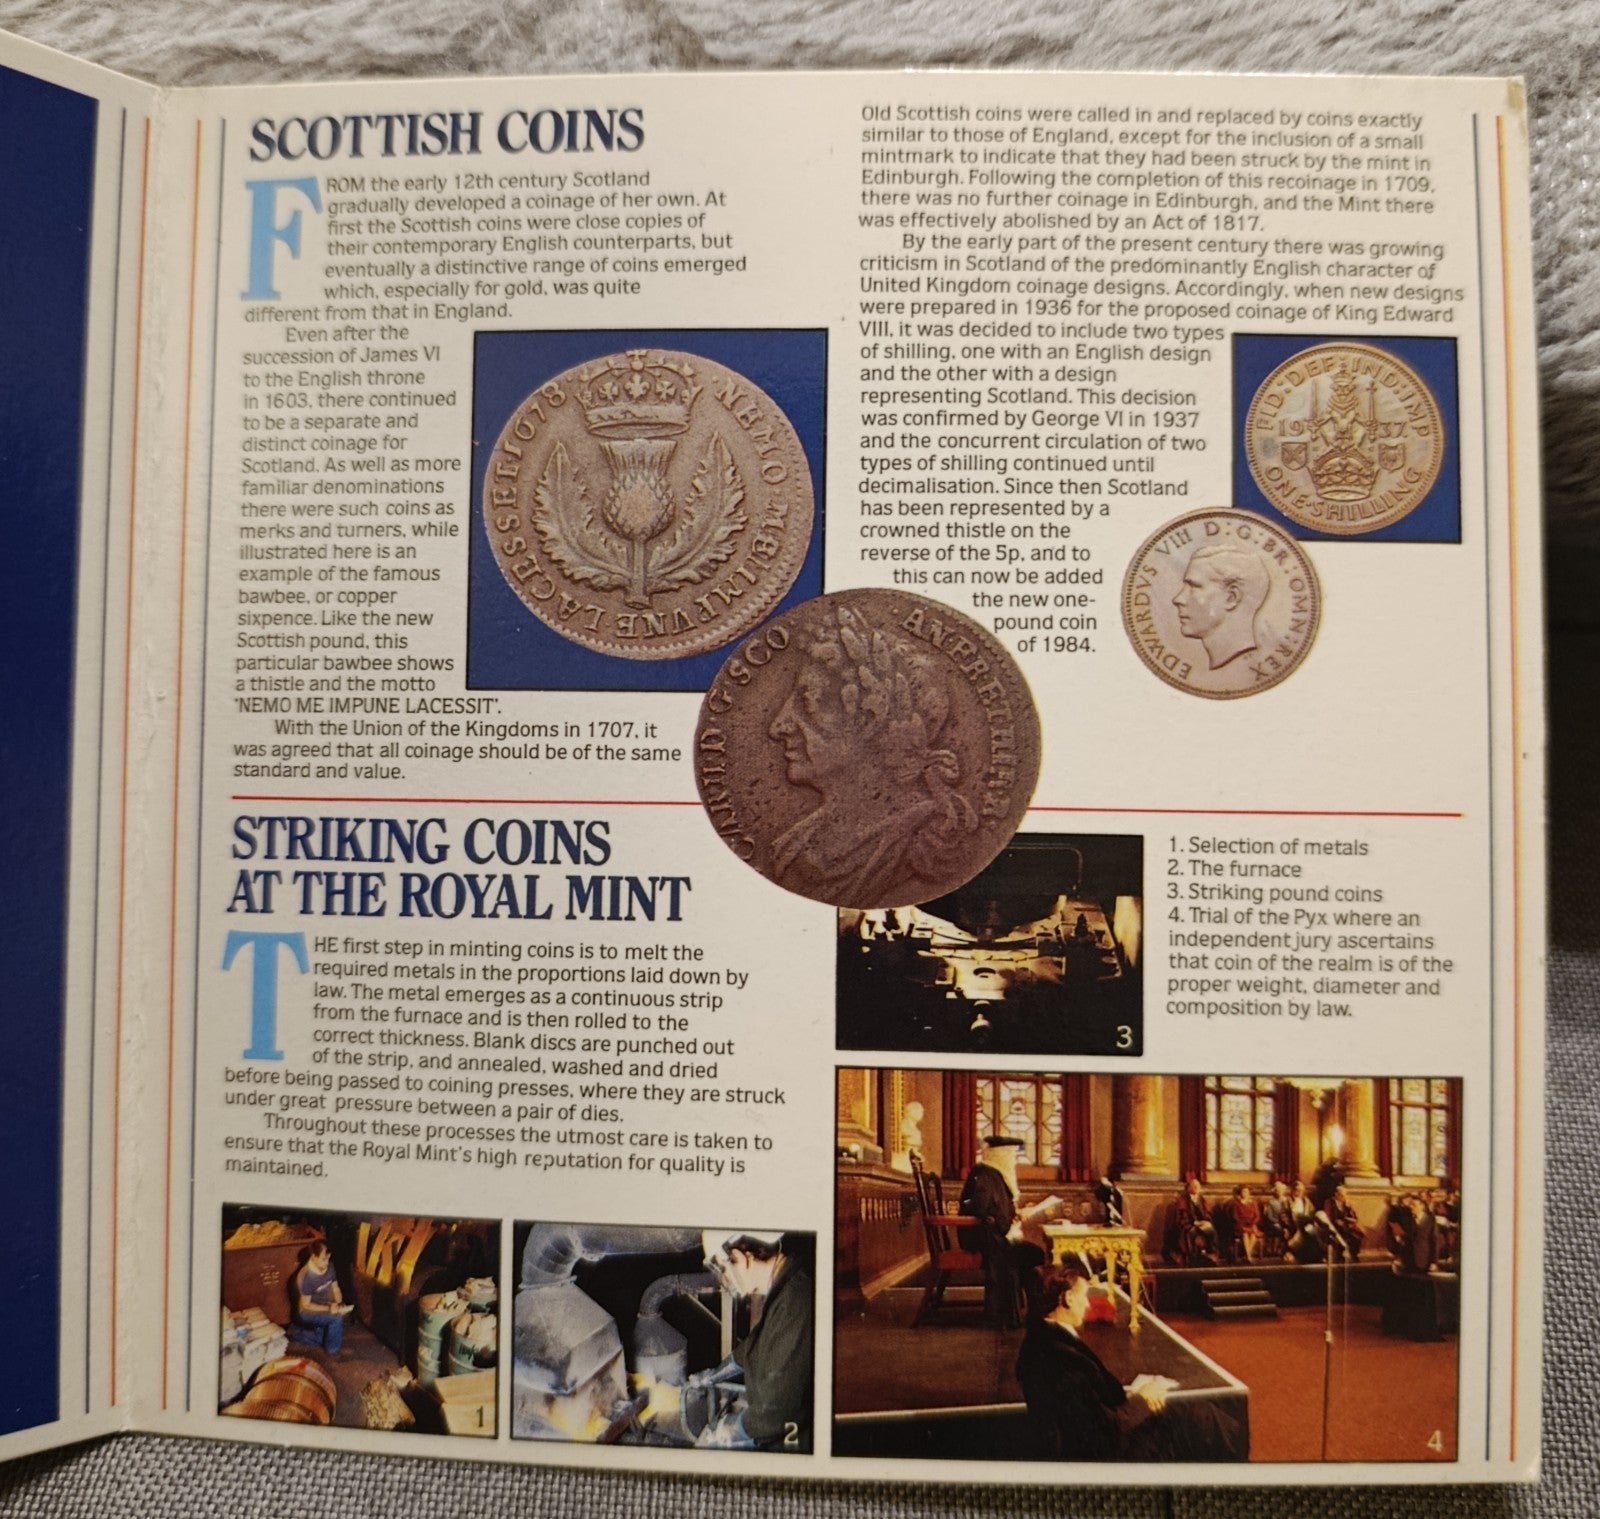 SCOTTISH COINS
FROM the early 12th century Scotland
gradually developed a coinage of her own. At
first the Scottish coins were close copies of
their contemporary English counterparts, but
eventually a distinctive range of coins emerged
which, especially for gold, was quite
different from that in England.
Even after the
succession of James VI
to the English throne
in 1603, there continued
to be a separate and
distinct coinage for
Scotland. As well as more
familiar denominations
there were such coins as
merks and turners, while
illustrated here is an
example of the famous
bawbee, or copper
sixpence. Like the new
Scottish pound, this
particular bawbee shows
a thistle and the motto
'NEMO ME IMPUNE LACESSIT'.
With the Union of the Kingdoms in 1707, it
was agreed that all coinage should be of the same
standard and value.
NEMO·ME·IMPUNE·LACESSET·1678·
CAR·II·D·G·SCO
·AN·FR·ET·HIB·R·
Old Scottish coins were called in and replaced by coins exactly
similar to those of England, except for the inclusion of a small
mintmark to indicate that they had been struck by the mint in
Edinburgh. Following the completion of this recoinage in 1709,
there was no further coinage in Edinburgh, and the Mint there
was effectively abolished by an Act of 1817.
By the early part of the present century there was growing
criticism in Scotland of the predominantly English character of
United Kingdom coinage designs. Accordingly, when new designs
were prepared in 1936 for the proposed coinage of King Edward
VIII, it was decided to include two types
of shilling, one with an English design
and the other with a design
representing Scotland. This decision
was confirmed by George VI in 1937
and the concurrent circulation of two
types of shilling continued until
decimalisation. Since then Scotland
has been represented by a
crowned thistle on the
reverse of the 5p, and to
this can now be added
the new one-
pound coin
of 1984.
FID:DEF:IND:IMP
1937
ONE·SHILLING
EDWARDVS VIII D:G:BR:OMN:REX
STRIKING COINS
AT THE ROYAL MINT
THE first step in minting coins is to melt the
required metals in the proportions laid down by
law. The metal emerges as a continuous strip
from the furnace and is then rolled to the
correct thickness. Blank discs are punched out
of the strip, and annealed, washed and dried
before being passed to coining presses, where they are struck
under great pressure between a pair of dies.
Throughout these processes the utmost care is taken to
ensure that the Royal Mint's high reputation for quality is
maintained.
1. Selection of metals
2. The furnace
3. Striking pound coins
4. Trial of the Pyx where an
independent jury ascertains
that coin of the realm is of the
proper weight, diameter and
composition by law.
3
1
2
4